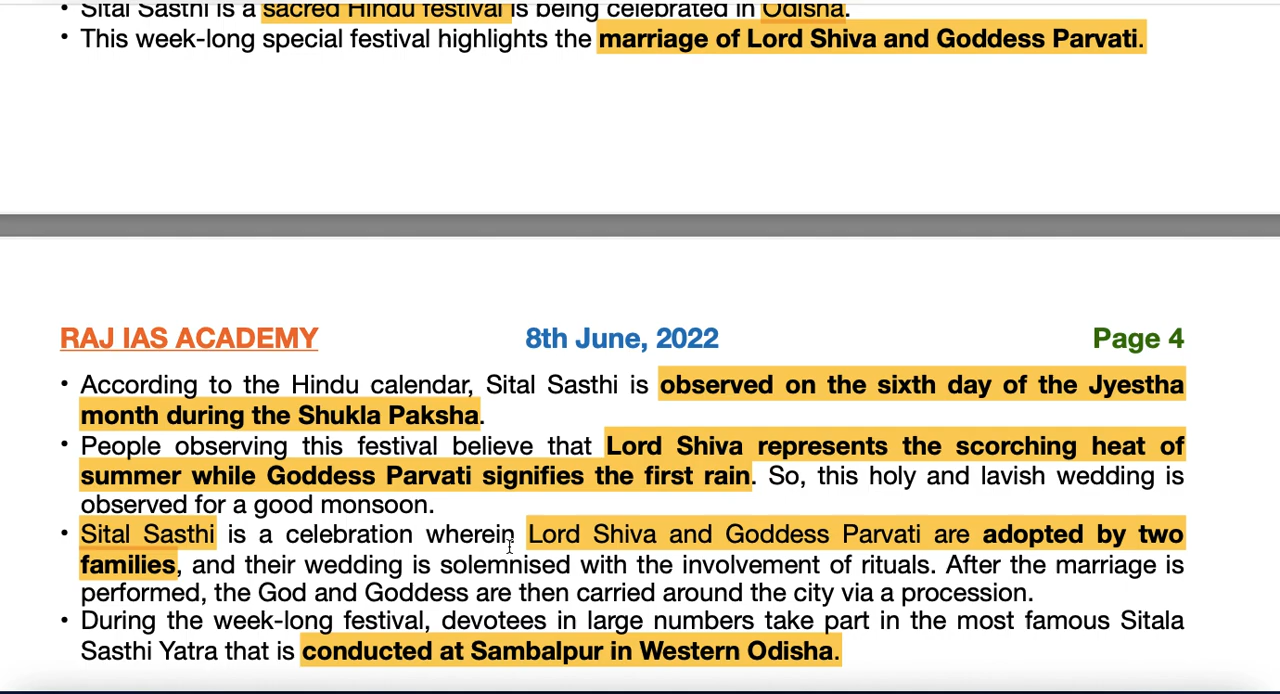 • Sital Sasthi is a sacred Hindu festival is being celebrated in Odisha.
• This week-long special festival highlights the marriage of Lord Shiva and Goddess Parvati.
RAJ IAS ACADEMY 8th June, 2022 Page 4
• According to the Hindu calendar, Sital Sasthi is observed on the sixth day of the Jyestha
month during the Shukla Paksha.
• People observing this festival believe that Lord Shiva represents the scorching heat of
summer while Goddess Parvati signifies the first rain. So, this holy and lavish wedding is
observed for a good monsoon.
• Sital Sasthi is a celebration wherein Lord Shiva and Goddess Parvati are adopted by two
families, and their wedding is solemnised with the involvement of rituals. After the marriage is
performed, the God and Goddess are then carried around the city via a procession.
• During the week-long festival, devotees in large numbers take part in the most famous Sitala
Sasthi Yatra that is conducted at Sambalpur in Western Odisha.